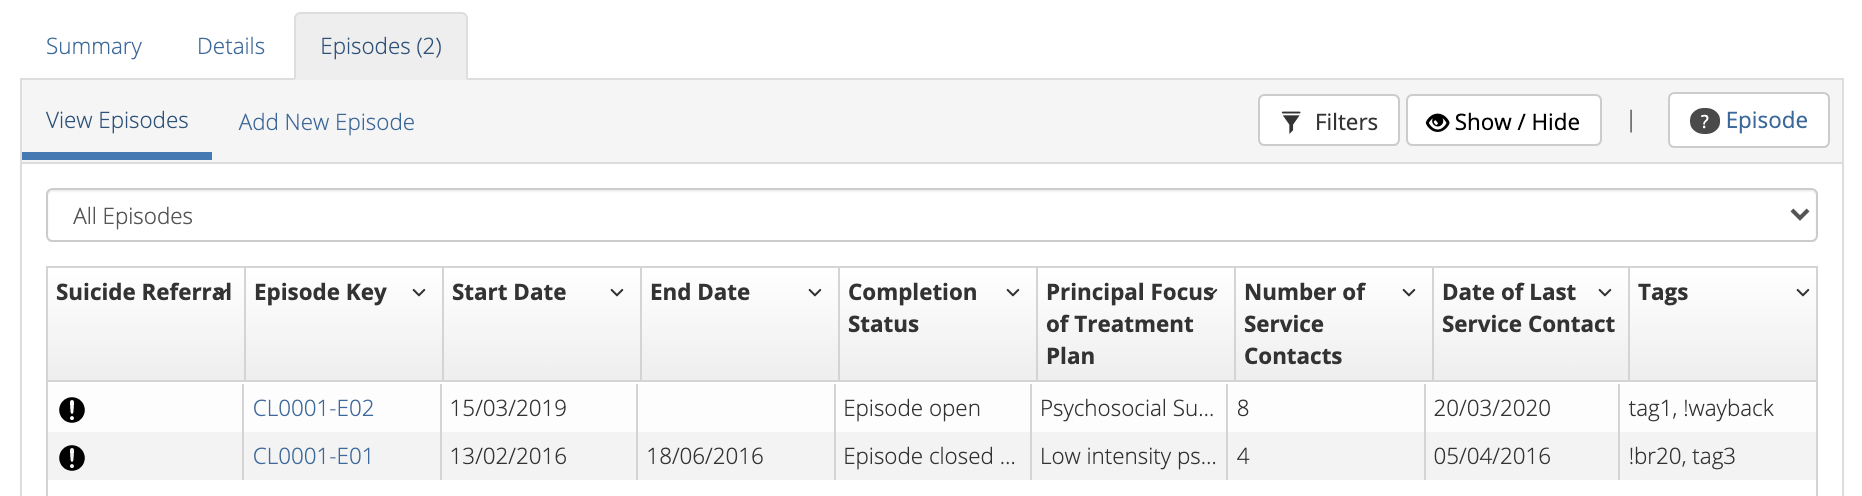 Summary Details Episodes (2)
View Episodes Add New Episode Filters Show / Hide | ? Episode
All Episodes
Suicide Referral Episode Key Start Date End Date Completion Status Principal Focus of Treatment Plan Number of Service Contacts Date of Last Service Contact Tags
CL0001-E02 15/03/2019 Episode open Psychosocial Su... 8 20/03/2020 tag1, !wayback
CL0001-E01 13/02/2016 18/06/2016 Episode closed ... Low intensity ps... 4 05/04/2016 !br20, tag3